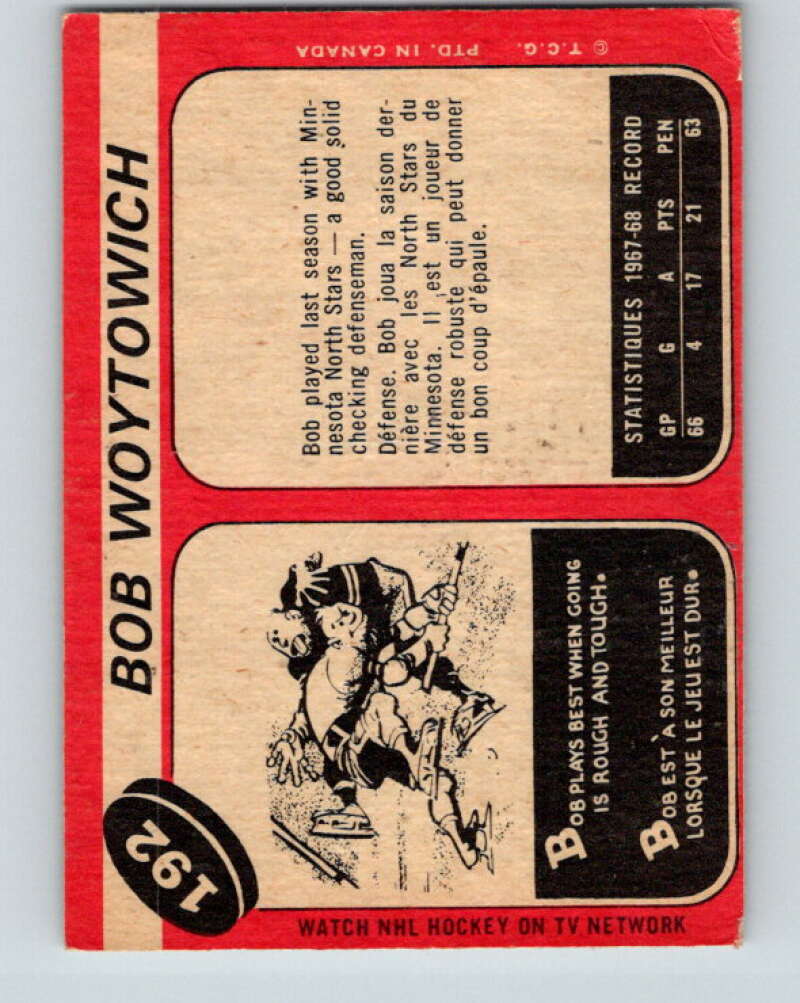 192
BOB WOYTOWICH
WATCH NHL HOCKEY ON TV NETWORK
BOB PLAYS BEST WHEN GOING
IS ROUGH AND TOUGH.
BOB EST À SON MEILLEUR
LORSQUE LE JEU EST DUR.
Bob played last season with Min-
nesota North Stars — a good solid
checking defenseman.
Défense. Bob joua la saison der-
nière avec les North Stars du
Minnesota. Il est un joueur de
défense robuste qui peut donner
un bon coup d'épaule.
STATISTIQUES 1967-68 RECORD
GP G A PTS PEN
66 4 17 21 63
© T.C.G. PTD. IN CANADA